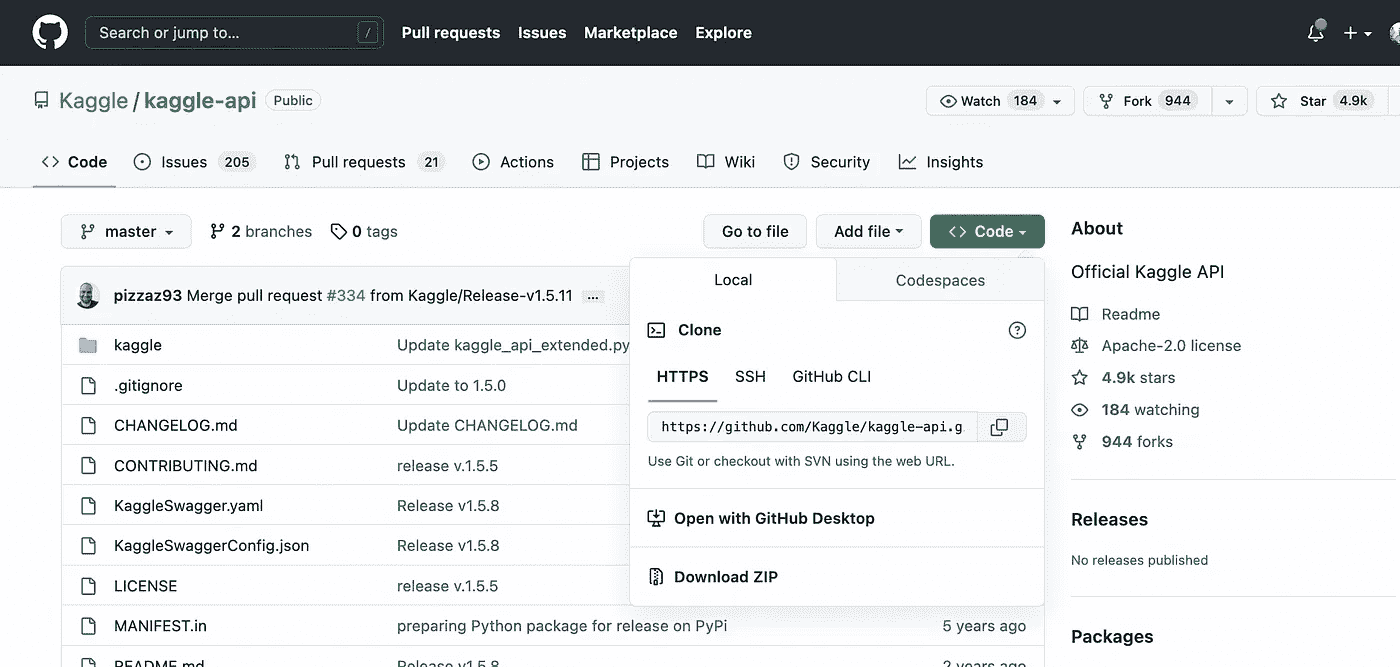 Search or jump to... /
Pull requests Issues Marketplace Explore
Kaggle / kaggle-api Public
Watch 184 Fork 944 Star 4.9k
Code Issues 205 Pull requests 21 Actions Projects Wiki Security Insights
master 2 branches 0 tags Go to file Add file Code
pizzaz93 Merge pull request #334 from Kaggle/Release-v1.5.11 ...
kaggle Update kaggle_api_extended.py
.gitignore Update to 1.5.0
CHANGELOG.md Update CHANGELOG.md
CONTRIBUTING.md release v.1.5.5
KaggleSwagger.yaml Release v1.5.8
KaggleSwaggerConfig.json Release v1.5.8
LICENSE release v.1.5.5
MANIFEST.in preparing Python package for release on PyPi 5 years ago
README.md Release v1.5.8 2 years ago
Local Codespaces
Clone
HTTPS SSH GitHub CLI
https://github.com/Kaggle/kaggle-api.g
Use Git or checkout with SVN using the web URL.
Open with GitHub Desktop
Download ZIP
About
Official Kaggle API
Readme
Apache-2.0 license
4.9k stars
184 watching
944 forks
Releases
No releases published
Packages